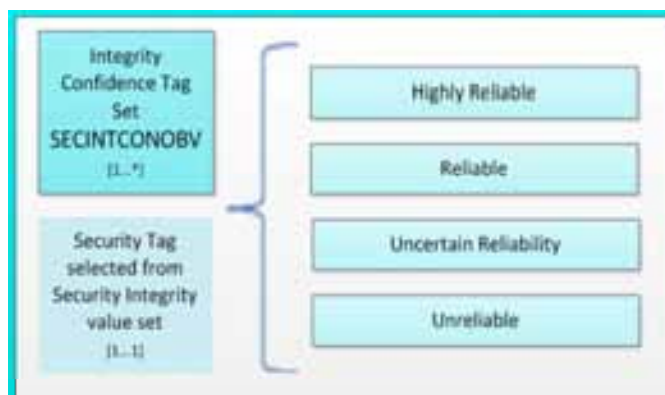 Integrity
Confidence Tag
Set
SECINTCONOBV
[1...*]
Security Tag
selected from
Security Integrity
value set
[1...1]
Highly Reliable
Reliable
Uncertain Reliability
Unreliable